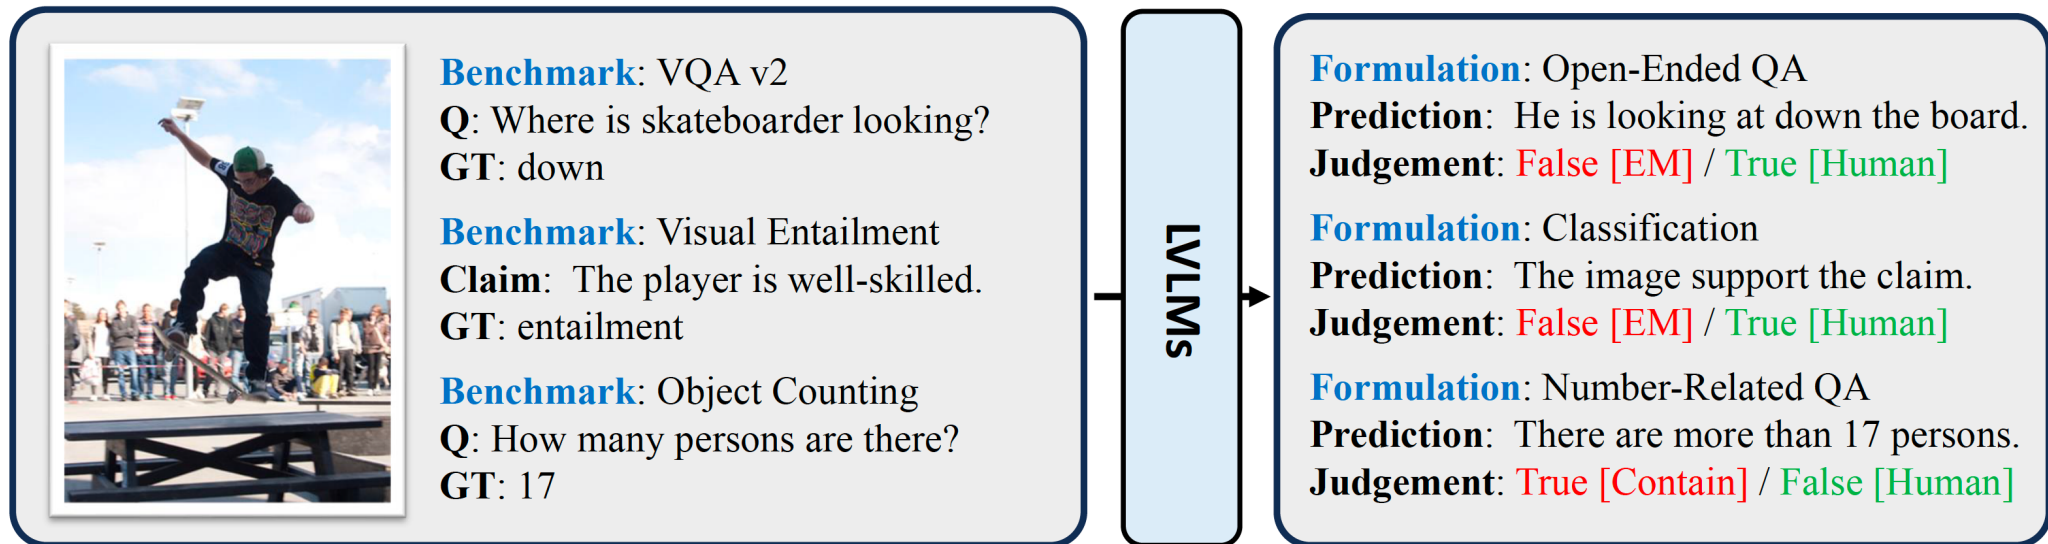 Benchmark: VQA v2
Q: Where is skateboarder looking?
GT: down
Benchmark: Visual Entailment
Claim: The player is well-skilled.
GT: entailment
Benchmark: Object Counting
Q: How many persons are there?
GT: 17
LVLMs
Formulation: Open-Ended QA
Prediction: He is looking at down the board.
Judgement: False [EM] / True [Human]
Formulation: Classification
Prediction: The image support the claim.
Judgement: False [EM] / True [Human]
Formulation: Number-Related QA
Prediction: There are more than 17 persons.
Judgement: True [Contain] / False [Human]